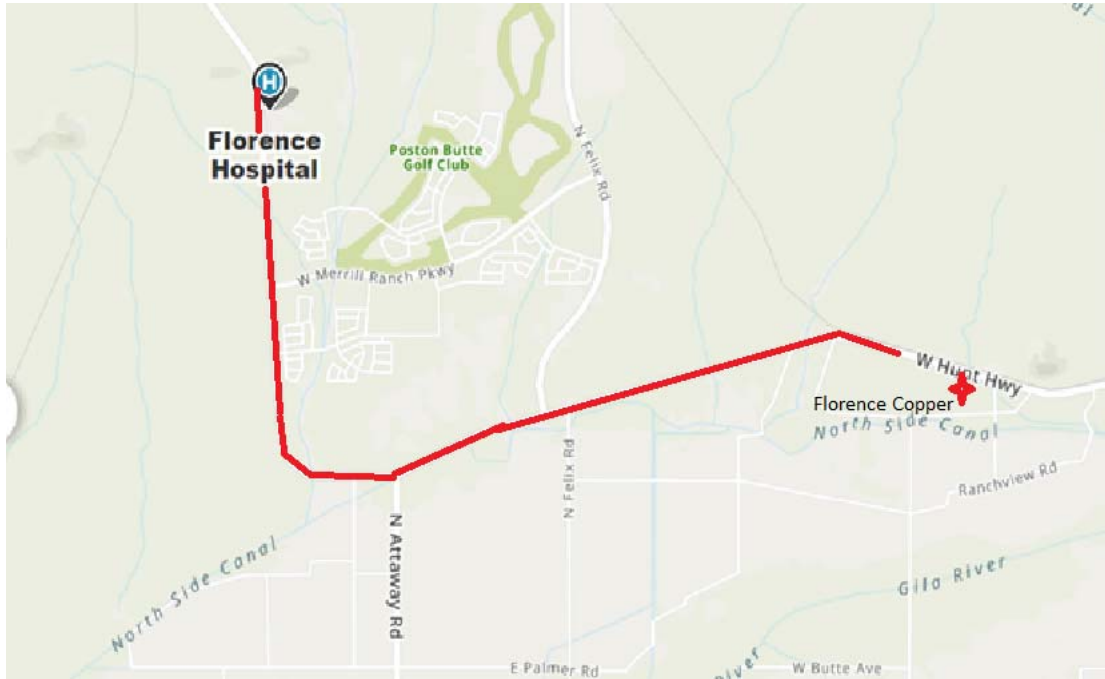 H
Florence
Hospital
Poston Butte
Golf Club
N Felix Rd
W Merrill Ranch Pkwy
W Hunt Hwy
Florence Copper
North Side Canal
Ranchview Rd
N Felix Rd
N Attaway Rd
North Side Canal
Gila River
E Palmer Rd
River
W Butte Ave